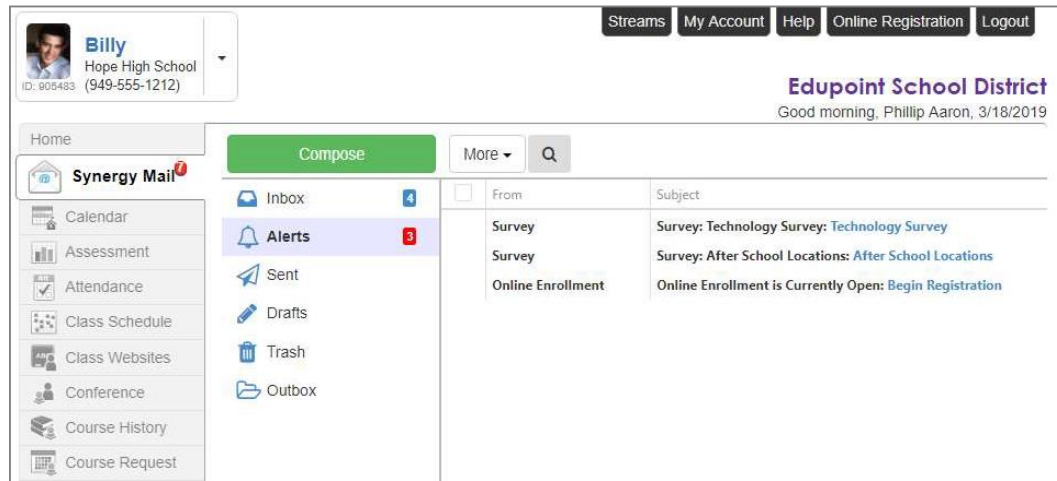 Streams My Account Help Online Registration Logout
Billy
Hope High School
ID: 905483 (949-555-1212)
Edupoint School District
Good morning, Phillip Aaron, 3/18/2019
Home
Synergy Mail 7
Calendar
Assessment
Attendance
Class Schedule
Class Websites
Conference
Course History
Course Request
Compose
More
Inbox 4
Alerts 3
Sent
Drafts
Trash
Outbox
From Subject
Survey Survey: Technology Survey: Technology Survey
Survey Survey: After School Locations: After School Locations
Online Enrollment Online Enrollment is Currently Open: Begin Registration